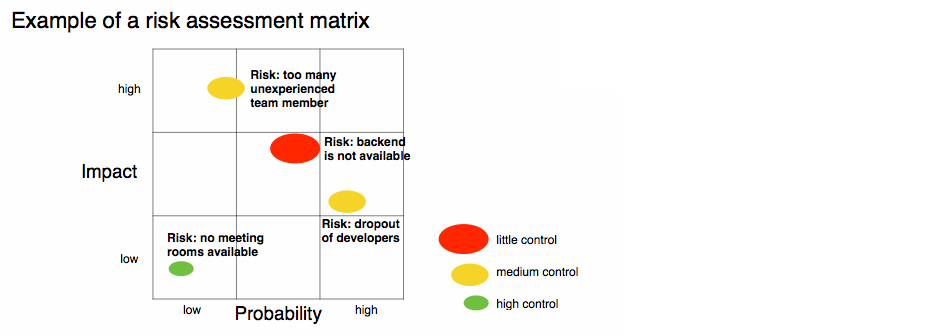 Example of a risk assessment matrix
high
Risk: too many
unexperienced
team member
Risk: backend
is not available
Impact
Risk: dropout
of developers
Risk: no meeting
rooms available
low
low
Probability
high
little control
medium control
high control